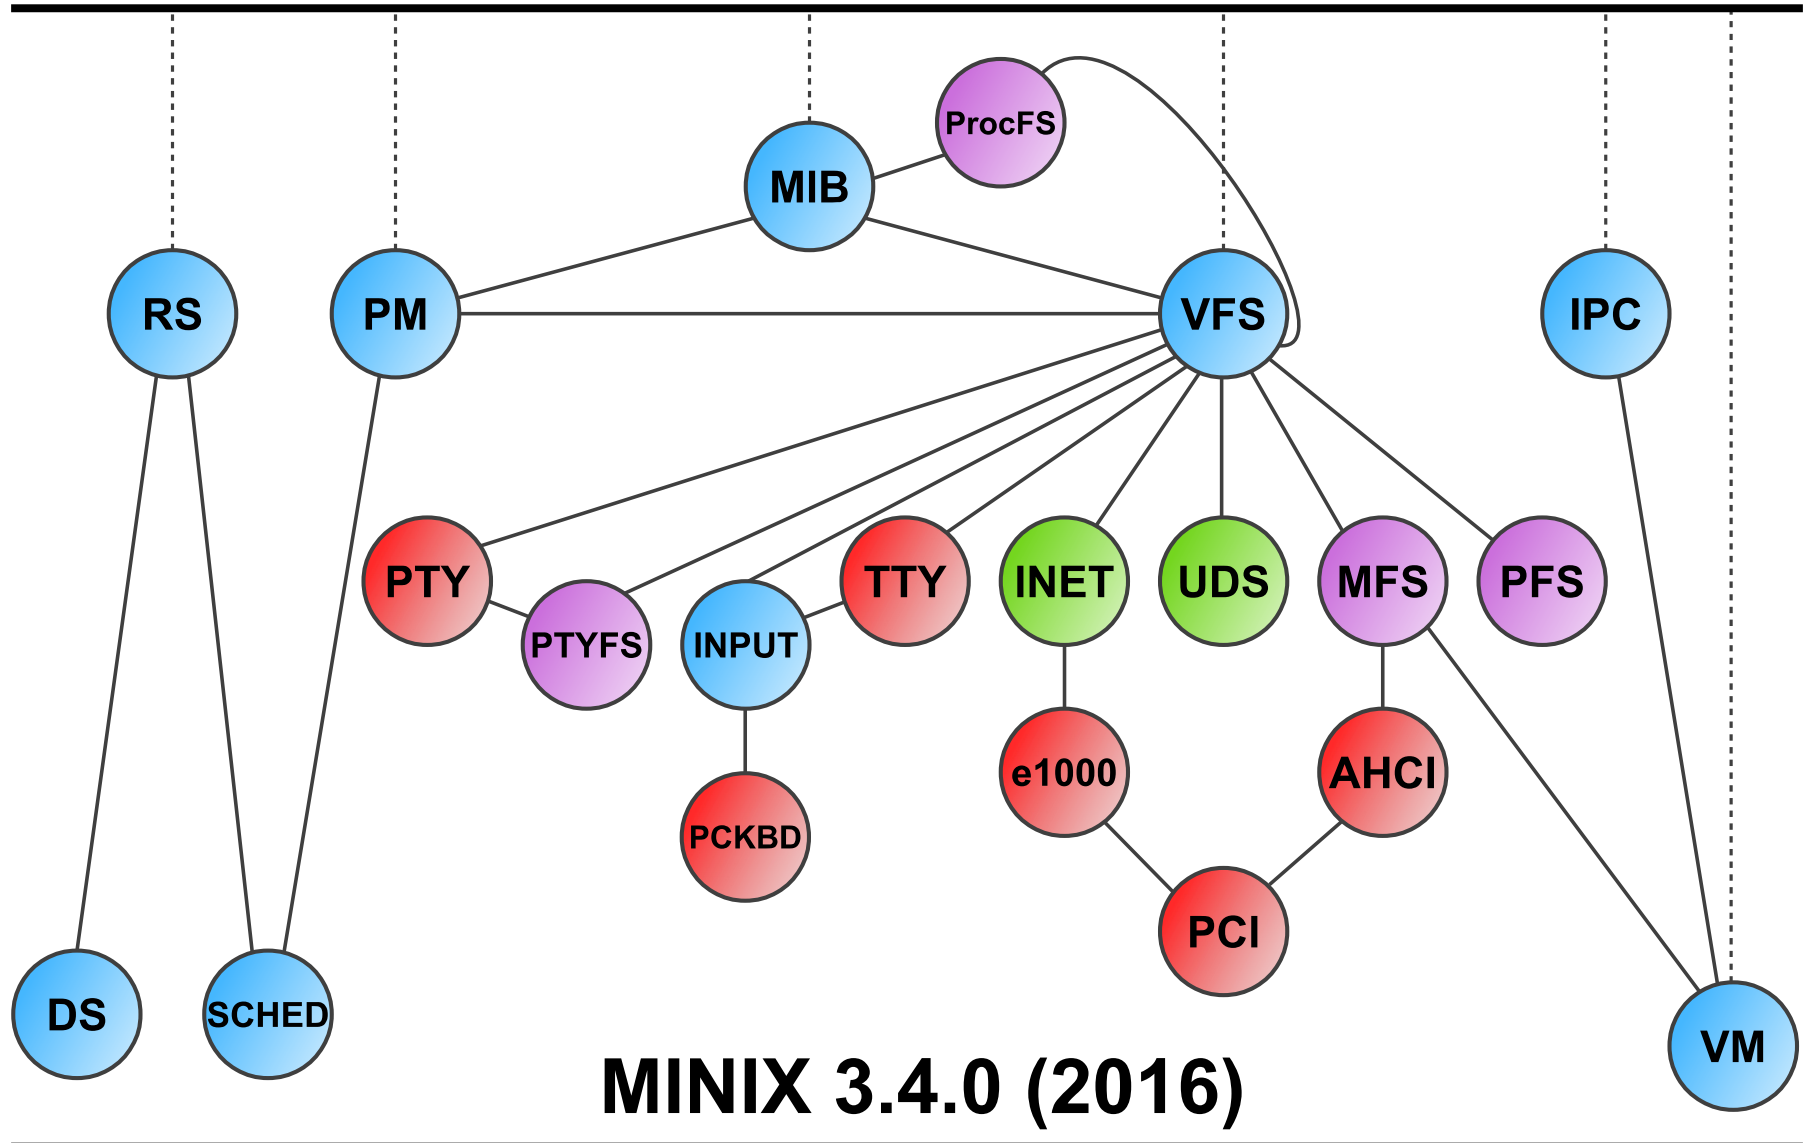 ProcFS
MIB
RS
PM
VFS
IPC
PTY
TTY
INET
UDS
MFS
PFS
PTYFS
INPUT
e1000
AHCI
PCKBD
PCI
DS
SCHED
VM
MINIX 3.4.0 (2016)